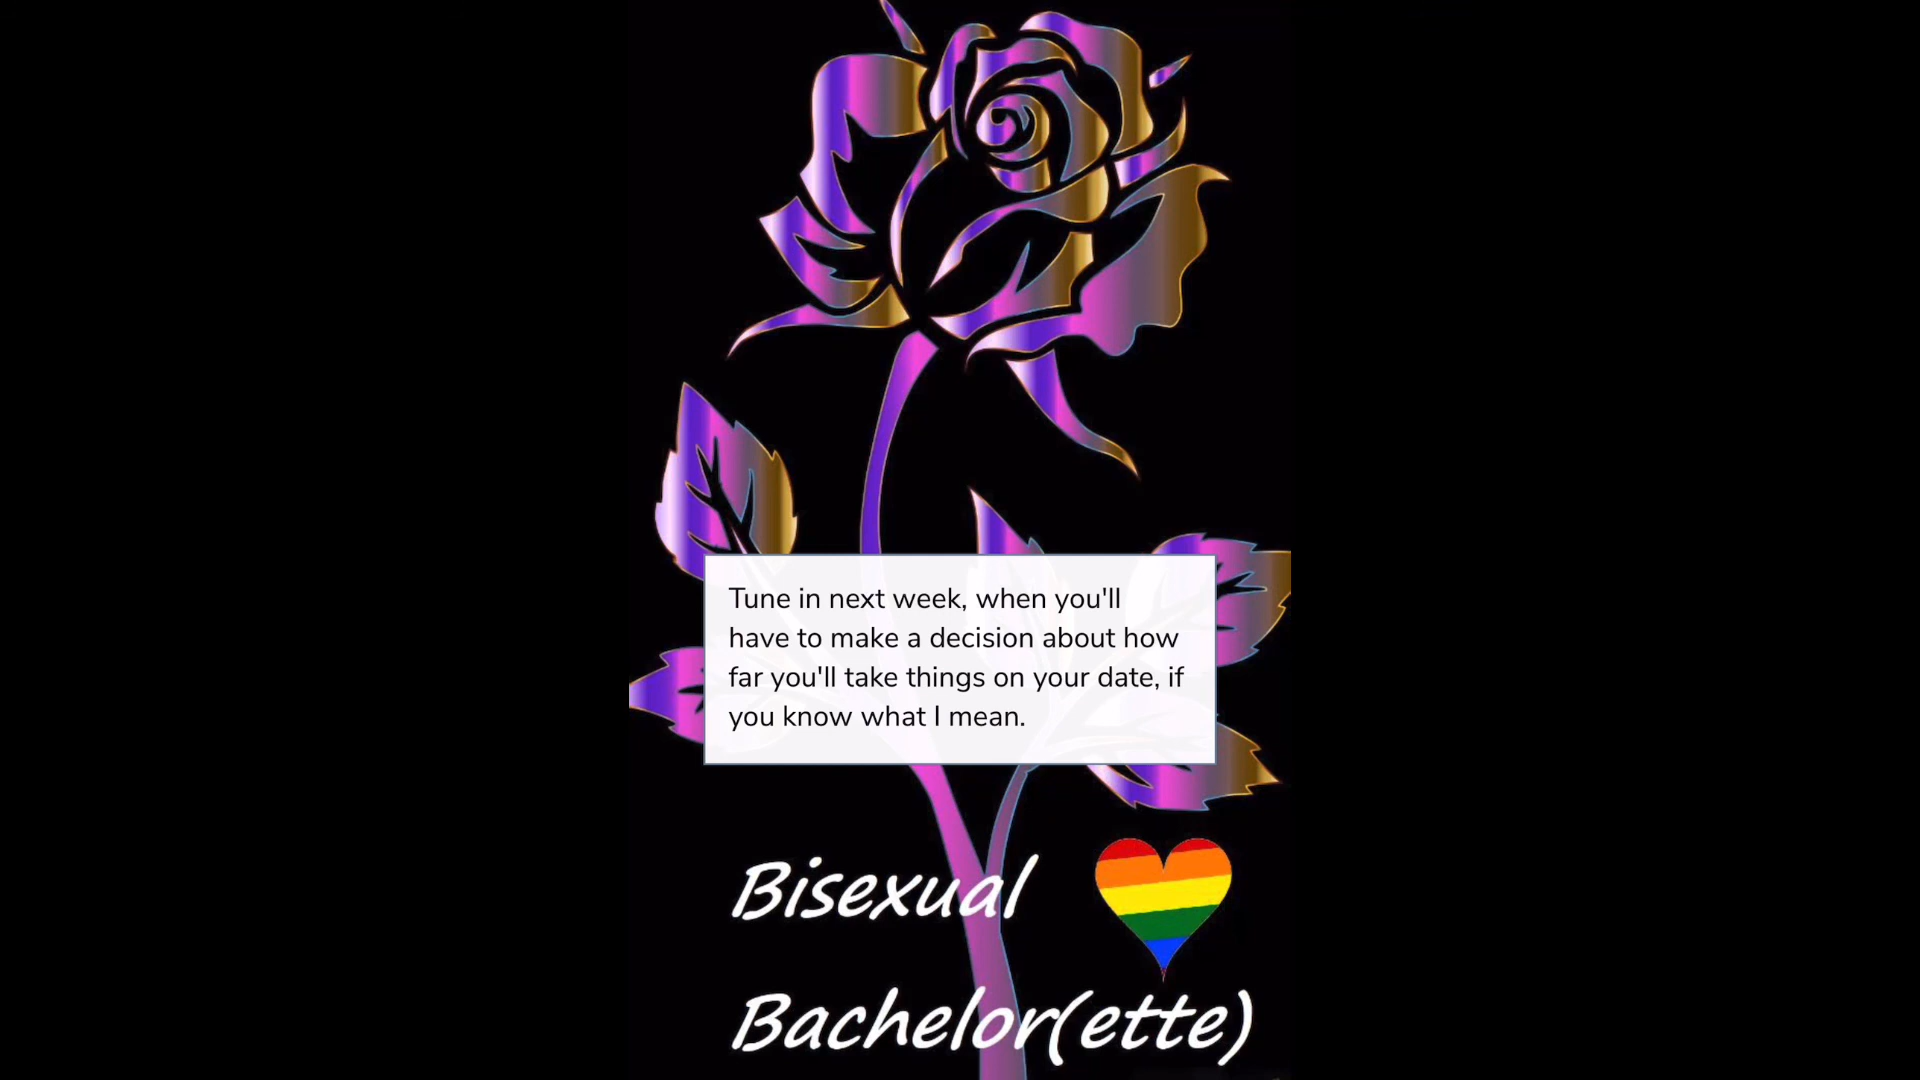 Tune in next week, when you'll
have to make a decision about how
far you'll take things on your date, if
you know what I mean.
Bisexual
Bachelor(ette)